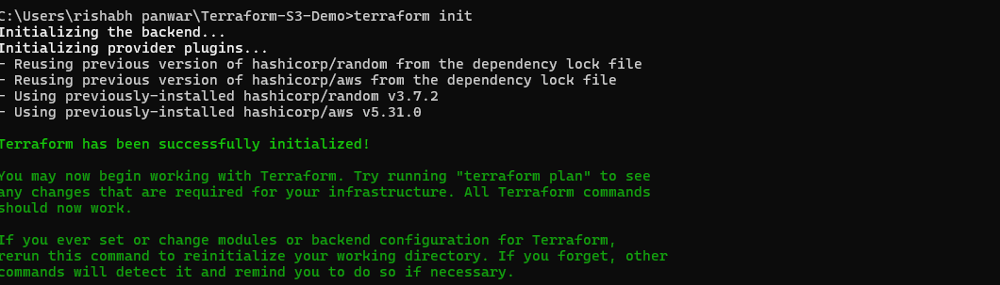 C:\Users\rishabh panwar\Terraform-S3-Demo>terraform init
Initializing the backend...
Initializing provider plugins...
- Reusing previous version of hashicorp/random from the dependency lock file
- Reusing previous version of hashicorp/aws from the dependency lock file
- Using previously-installed hashicorp/random v3.7.2
- Using previously-installed hashicorp/aws v5.31.0
Terraform has been successfully initialized!
You may now begin working with Terraform. Try running "terraform plan" to see
any changes that are required for your infrastructure. All Terraform commands
should now work.
If you ever set or change modules or backend configuration for Terraform,
rerun this command to reinitialize your working directory. If you forget, other
commands will detect it and remind you to do so if necessary.